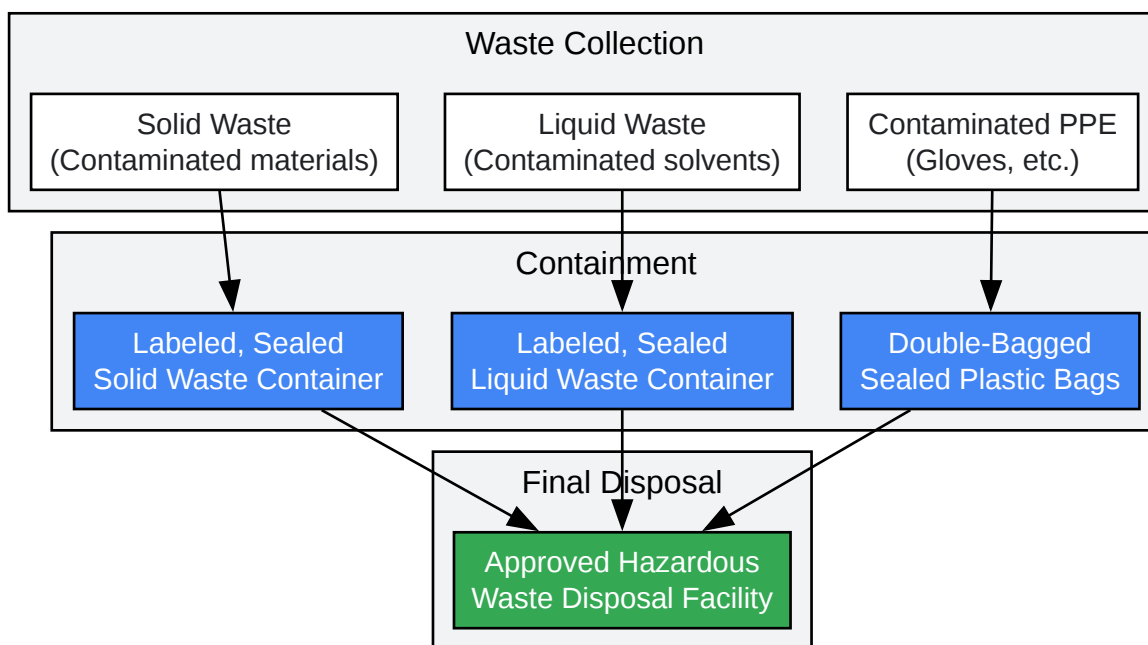 Waste Collection
Solid Waste
(Contaminated materials)
Liquid Waste
(Contaminated solvents)
Contaminated PPE
(Gloves, etc.)
Containment
Labeled, Sealed
Solid Waste Container
Labeled, Sealed
Liquid Waste Container
Double-Bagged
Sealed Plastic Bags
Final Disposal
Approved Hazardous
Waste Disposal Facility